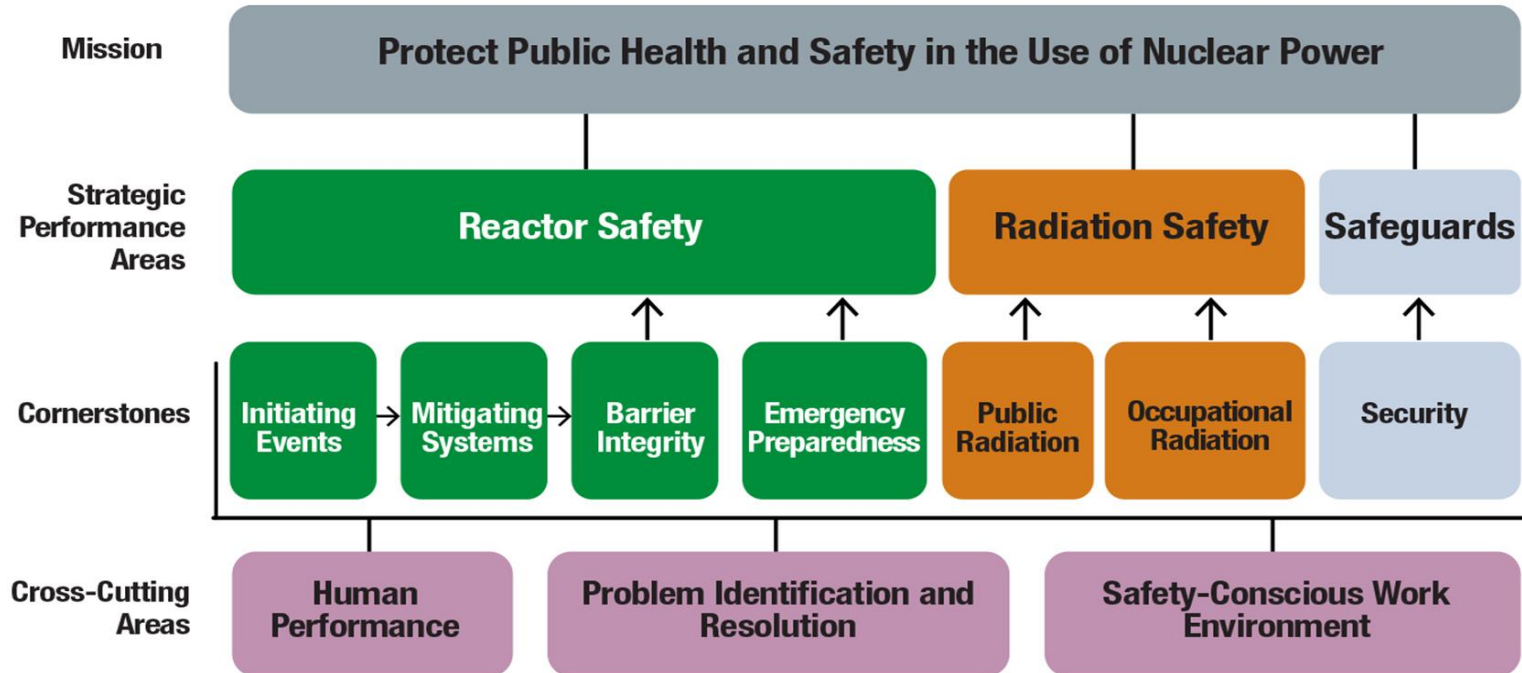 Mission
Protect Public Health and Safety in the Use of Nuclear Power
Strategic
Performance
Areas
Reactor Safety
Radiation Safety
Safeguards
Cornerstones
Initiating
Events
Mitigating
Systems
Barrier
Integrity
Emergency
Preparedness
Public
Radiation
Occupational
Radiation
Security
Cross-Cutting
Areas
Human
Performance
Problem Identification and
Resolution
Safety-Conscious Work
Environment